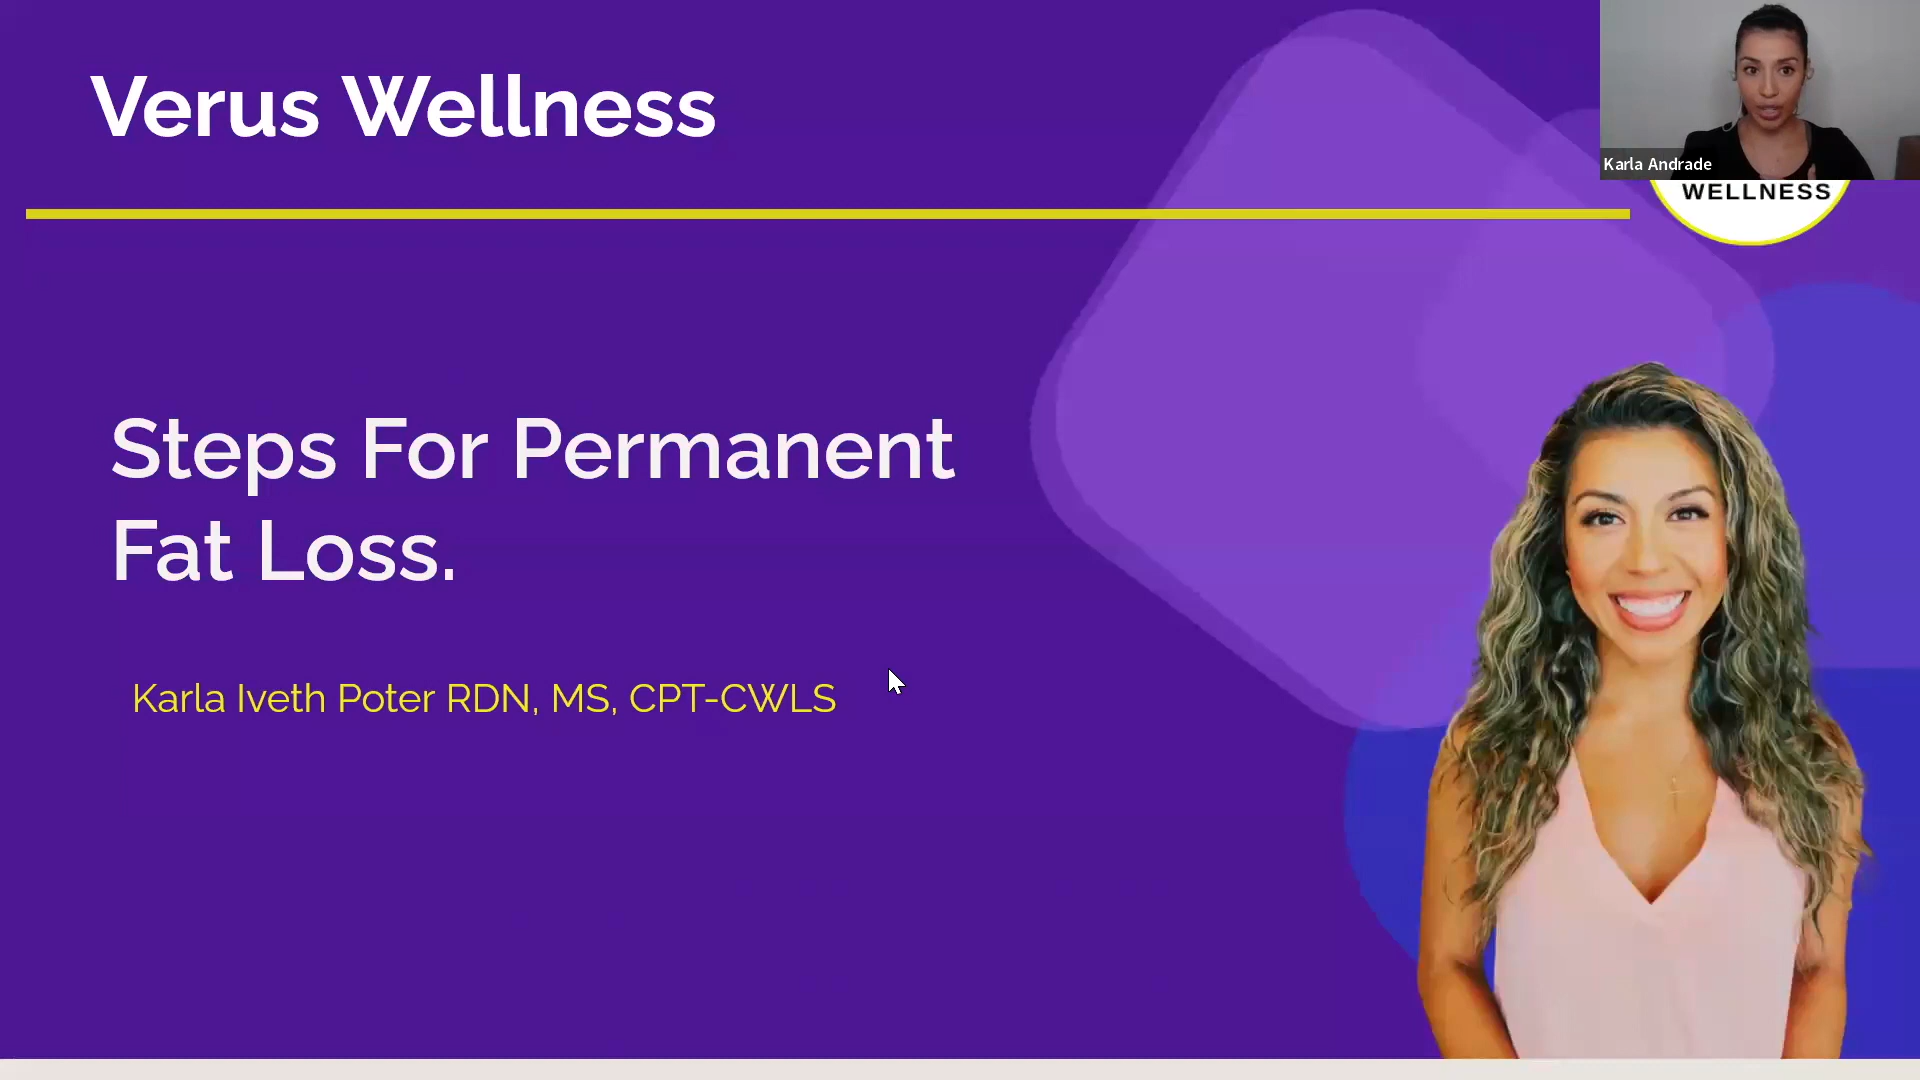 Verus Wellness
Karla Andrade
WELLNESS
Steps For Permanent
Fat Loss.
Karla Iveth Poter RDN, MS, CPT-CWLS